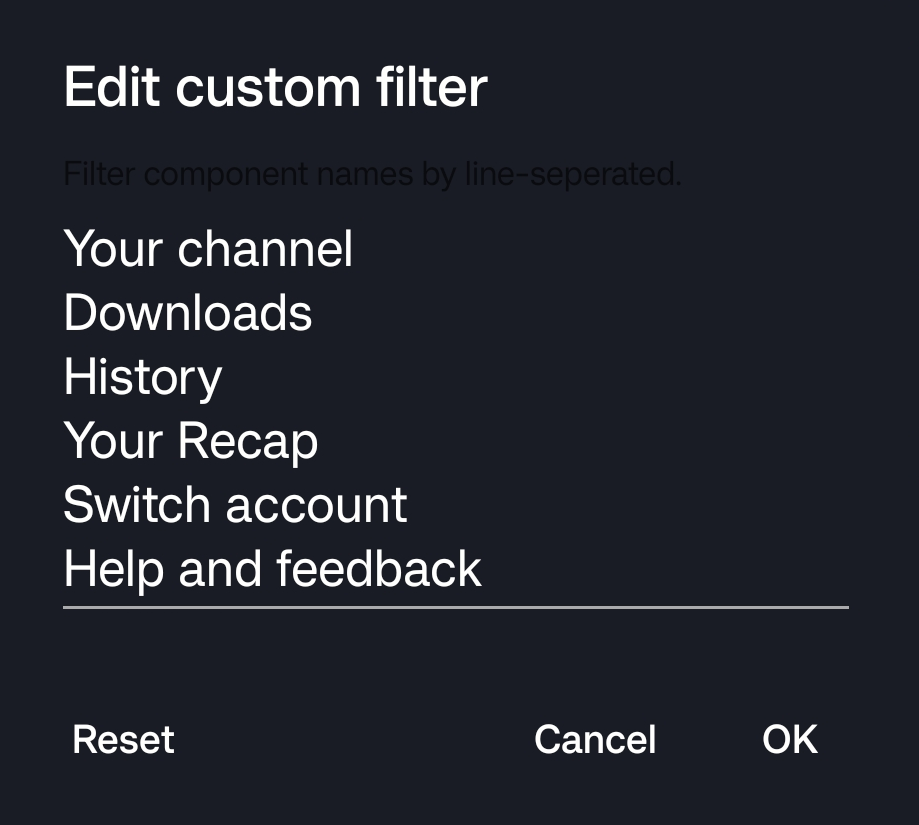 Edit custom filter
Filter component names by line-seperated.
Your channel
Downloads
History
Your Recap
Switch account
Help and feedback
Reset Cancel OK